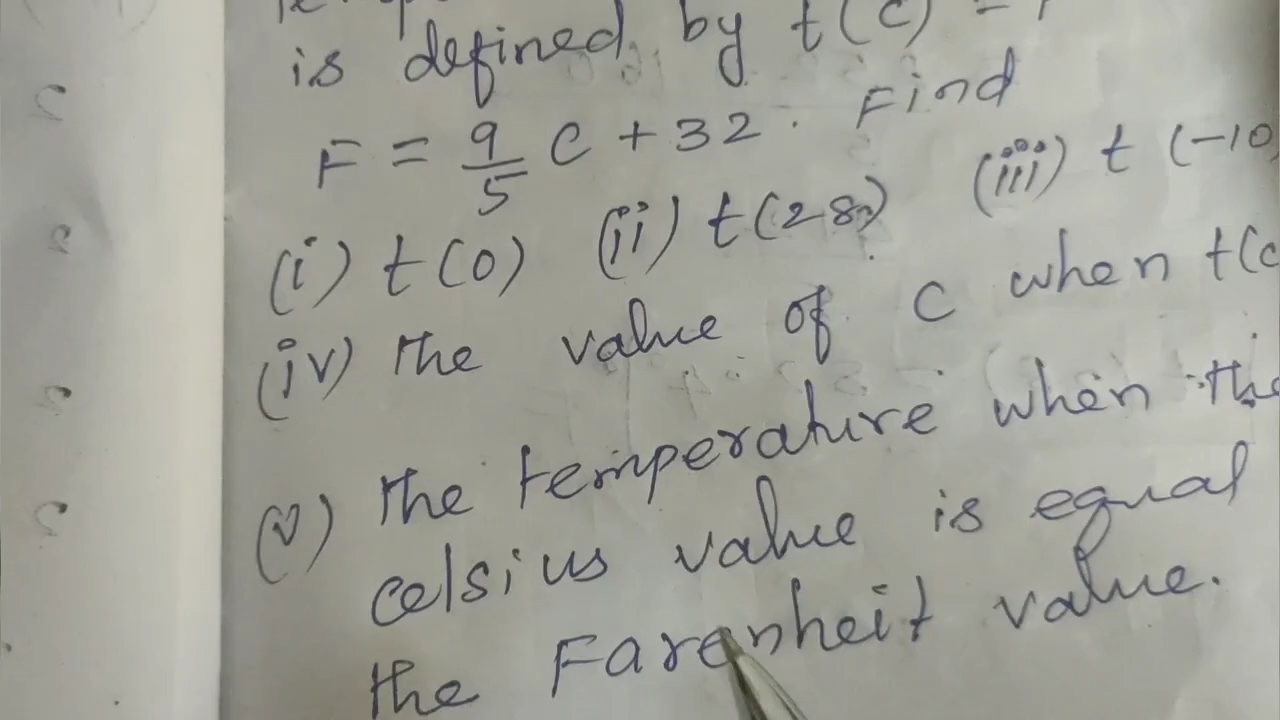 is defined by t(C) =
F = 9/5 C + 32. Find
(i) t(0) (ii) t(28) (iii) t(-10
(iv) the value of C when t(C
(v) the temperature when the
celsius value is equal
the Farenheit value.